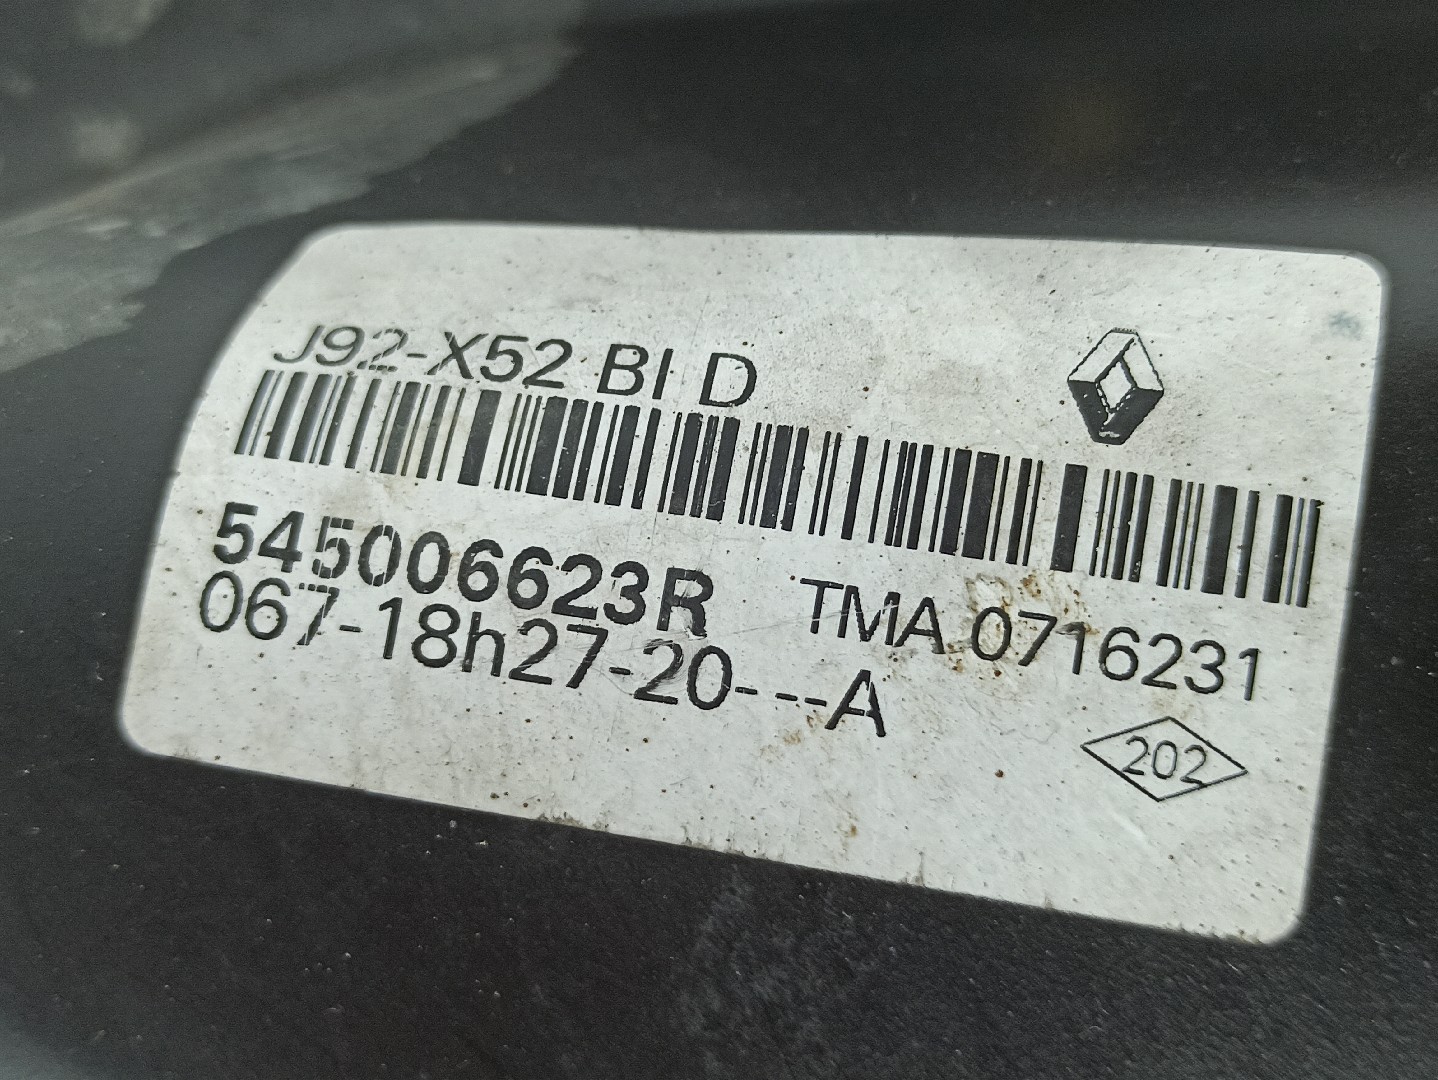 J92-X52 BI D
545006623R TMA 0716231
067-18h27-20---A
202